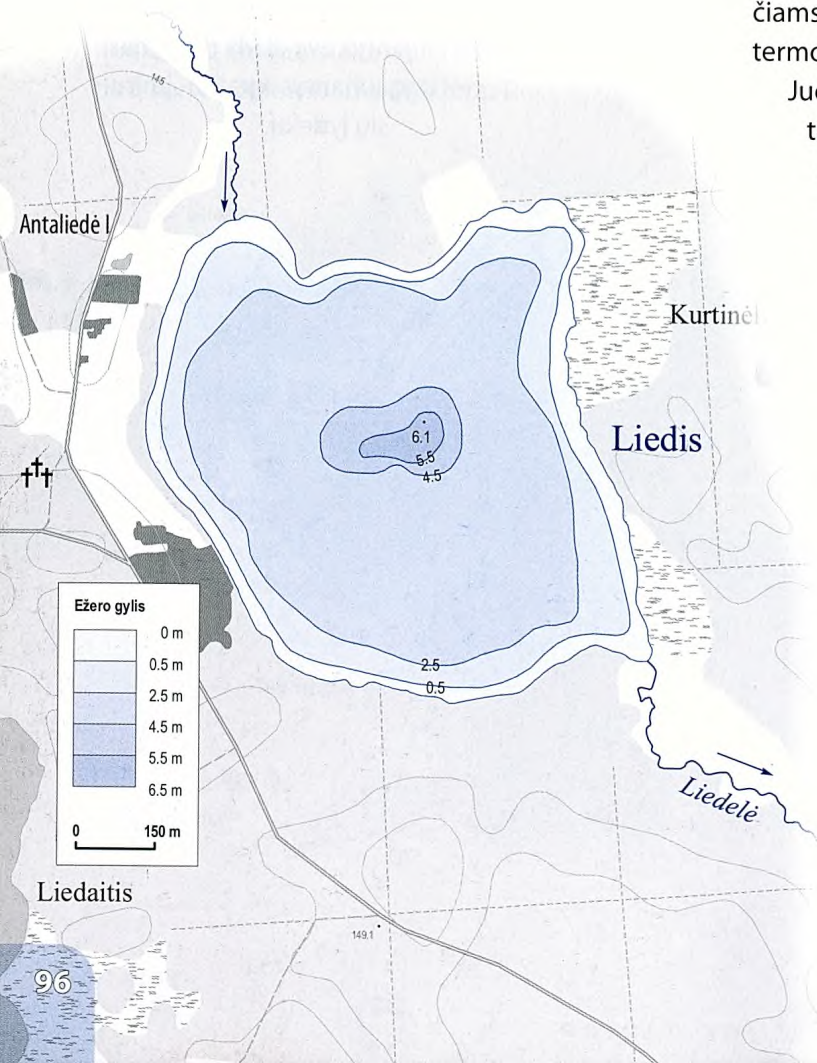 čiams
termo
Jud
t
145
Antaliedė I
Kurtinėl
Liedis
6.1
5.5
4.5
2.5
0.5
Ežero gylis
0 m
0.5 m
2.5 m
4.5 m
5.5 m
6.5 m
0 150 m
Liedelė
Liedaitis
149.1
96